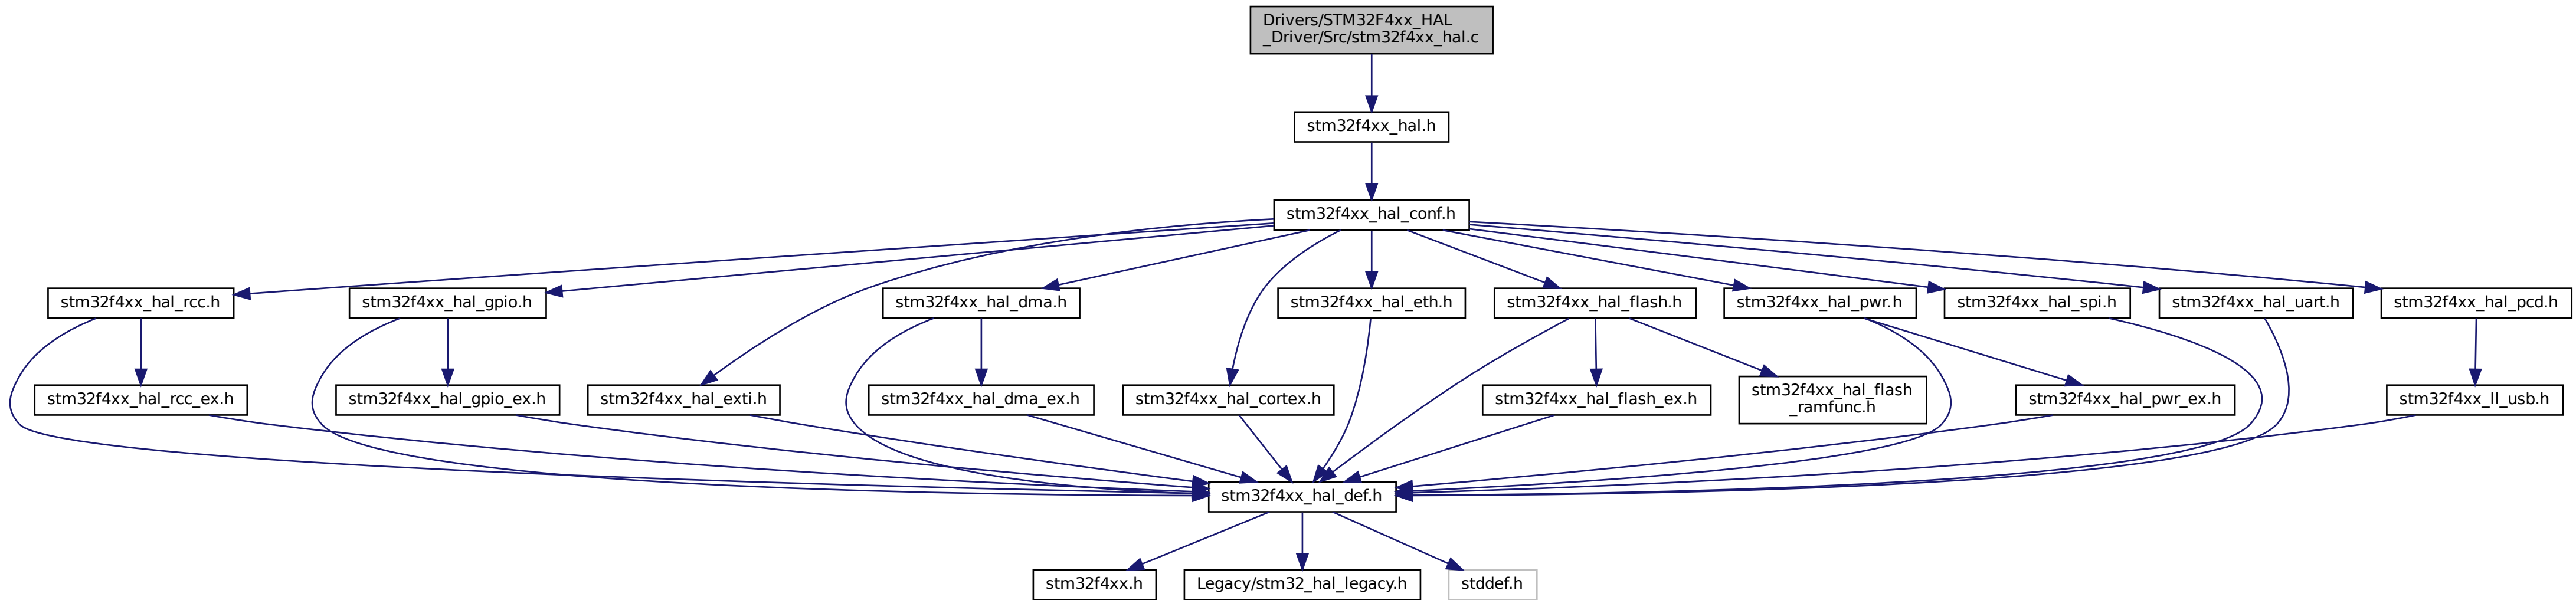 Drivers/STM32F4xx_HAL
_Driver/Src/stm32f4xx_hal.c
stm32f4xx_hal.h
stm32f4xx_hal_conf.h
stm32f4xx_hal_rcc.h
stm32f4xx_hal_gpio.h
stm32f4xx_hal_dma.h
stm32f4xx_hal_eth.h
stm32f4xx_hal_flash.h
stm32f4xx_hal_pwr.h
stm32f4xx_hal_spi.h
stm32f4xx_hal_uart.h
stm32f4xx_hal_pcd.h
stm32f4xx_hal_rcc_ex.h
stm32f4xx_hal_gpio_ex.h
stm32f4xx_hal_exti.h
stm32f4xx_hal_dma_ex.h
stm32f4xx_hal_cortex.h
stm32f4xx_hal_flash_ex.h
stm32f4xx_hal_flash
_ramfunc.h
stm32f4xx_hal_pwr_ex.h
stm32f4xx_ll_usb.h
stm32f4xx_hal_def.h
stm32f4xx.h
Legacy/stm32_hal_legacy.h
stddef.h